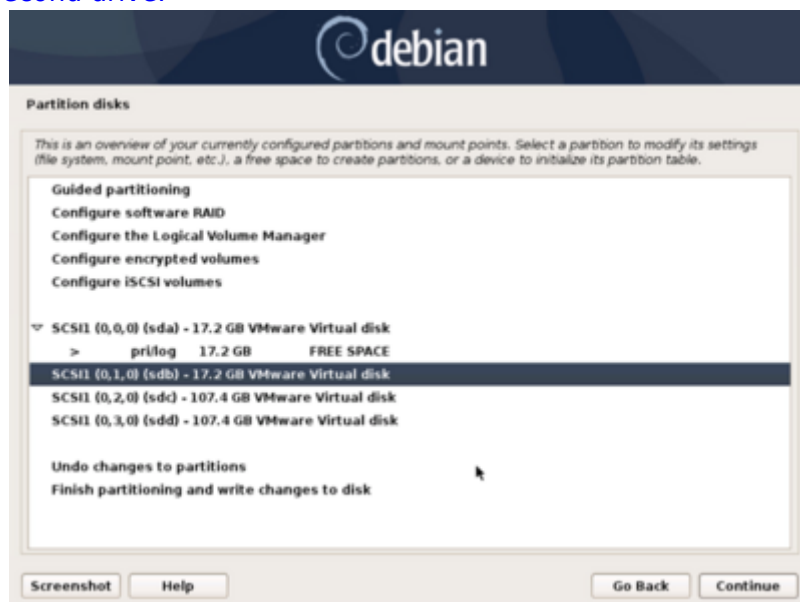 second drive.
debian
Partition disks
This is an overview of your currently configured partitions and mount points. Select a partition to modify its settings
(file system, mount point, etc.), a free space to create partitions, or a device to initialize its partition table.
Guided partitioning
Configure software RAID
Configure the Logical Volume Manager
Configure encrypted volumes
Configure iSCSI volumes
SCSI1 (0,0,0) (sda) - 17.2 GB VMware Virtual disk
> pri/log 17.2 GB FREE SPACE
SCSI1 (0,1,0) (sdb) - 17.2 GB VMware Virtual disk
SCSI1 (0,2,0) (sdc) - 107.4 GB VMware Virtual disk
SCSI1 (0,3,0) (sdd) - 107.4 GB VMware Virtual disk
Undo changes to partitions
Finish partitioning and write changes to disk
Screenshot Help Go Back Continue